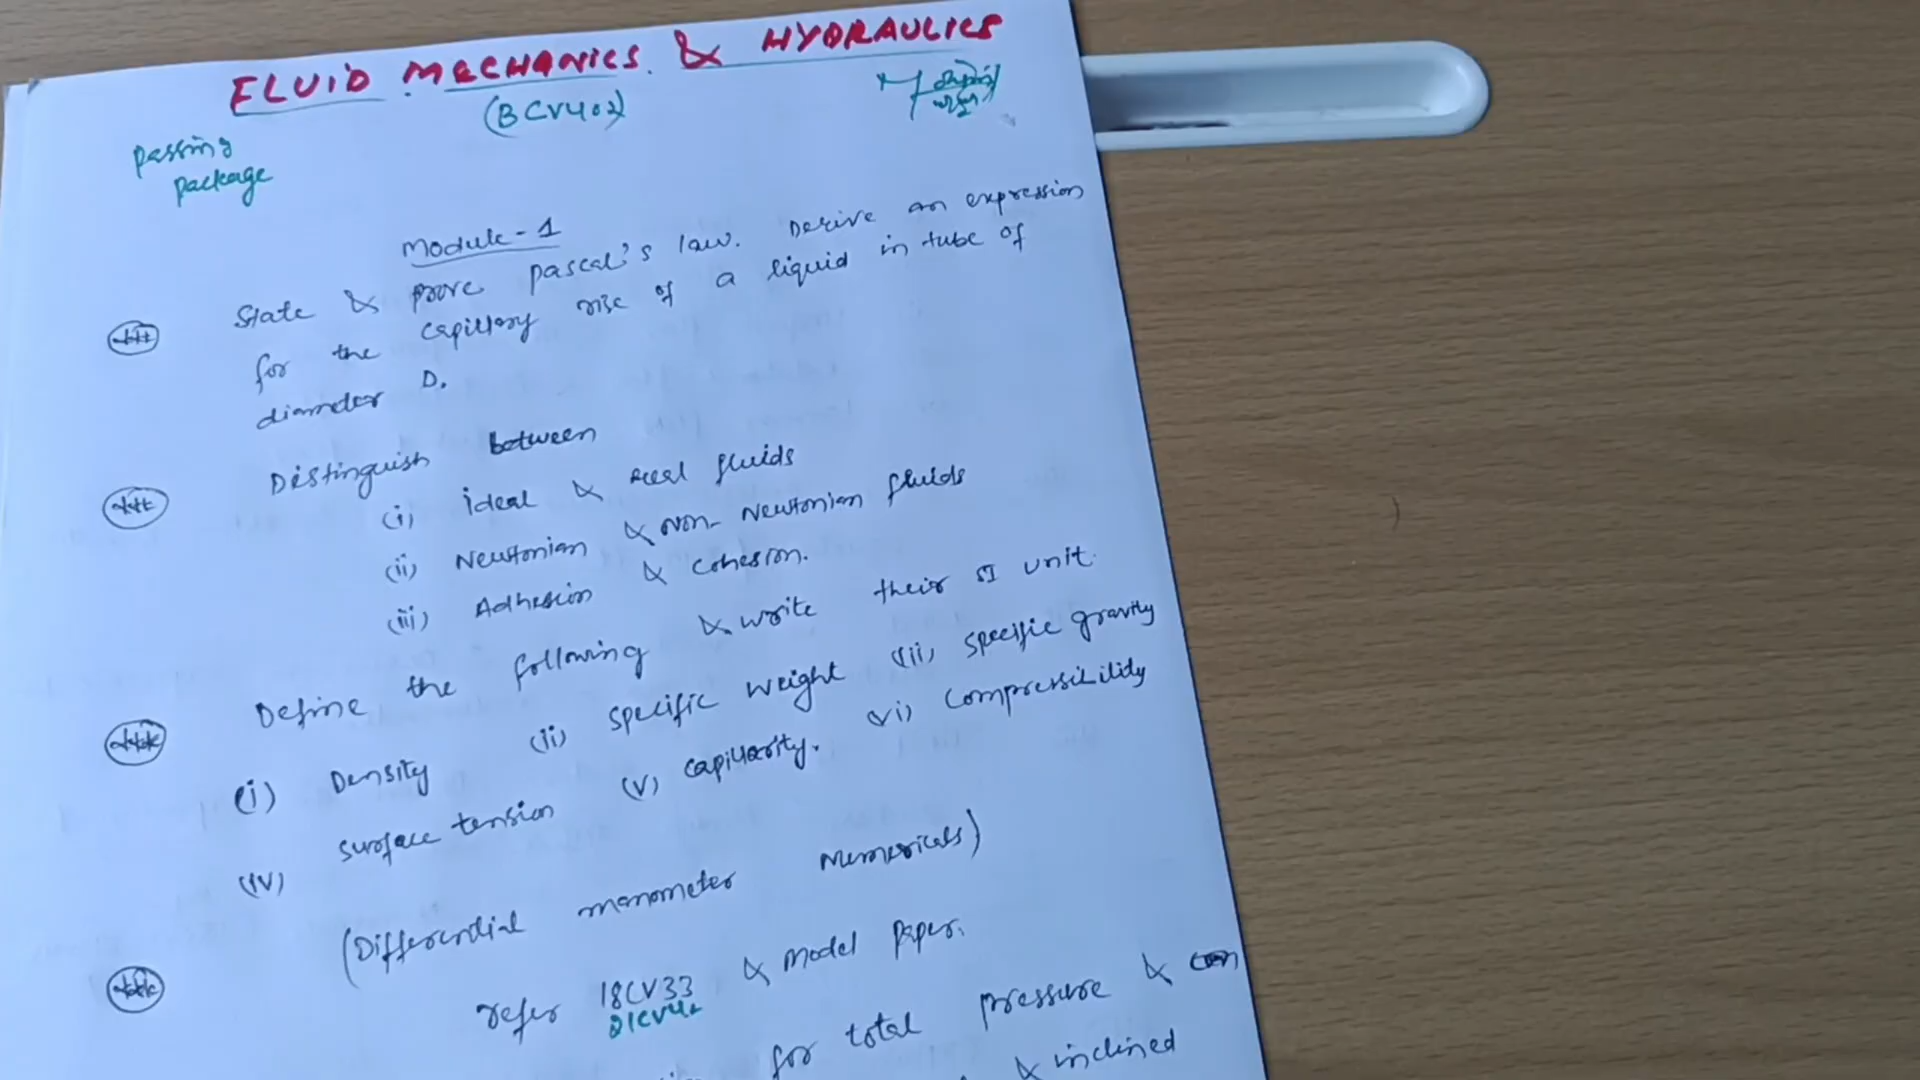 FLUID MECHANICS & HYDRAULICS
(BCV402)
passing
package
Module-1
State & prove pascal's law. Derive an expression
for the capillary rise of a liquid in tube of
diameter D.
Distinguish between
(i) ideal & real fluids
(ii) Newtonian & Non-Newtonian fluids
(iii) Adhesion & cohesion.
Define the following & write their SI unit.
(i) Density (ii) specific weight (iii) specific gravity
(iv) surface tension (v) capillarity. (vi) compressibility
(Differential manometer Numericals)
refer 18CV33 & model paper.
21CV42
for total pressure &
& inclined